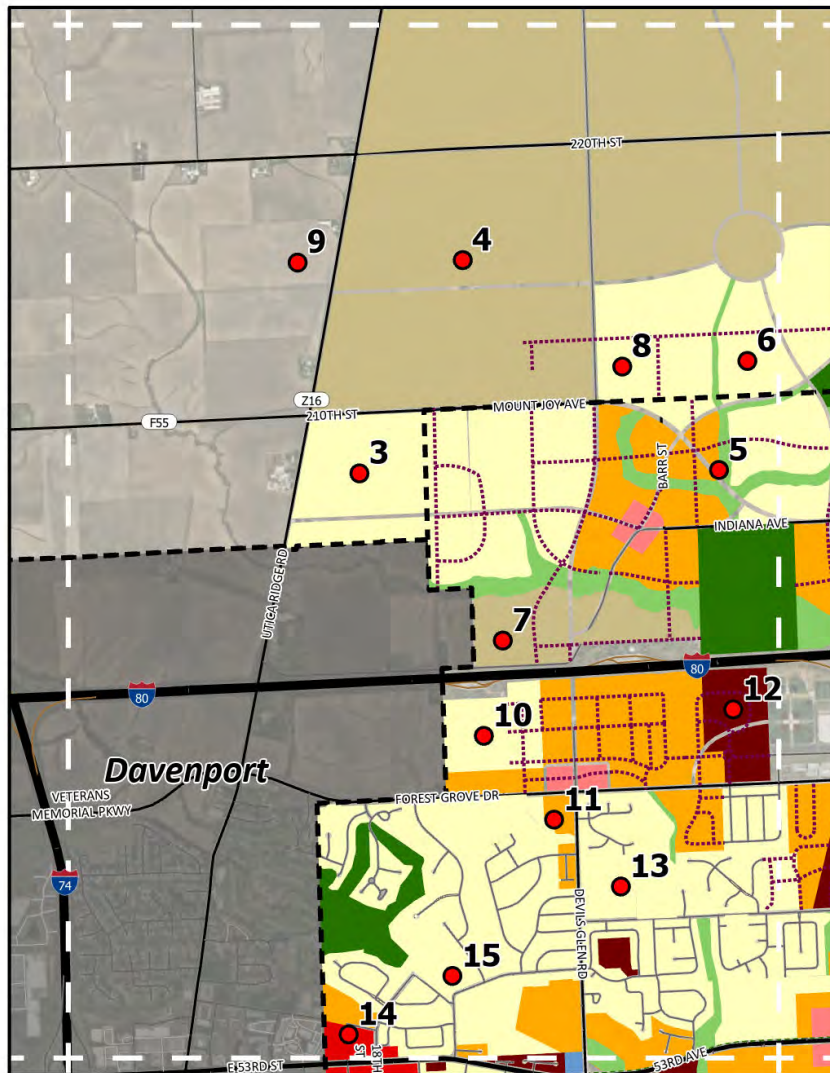 220TH ST
9
4
8
6
Z16
210TH ST
MOUNT JOY AVE
F55
3
BARR ST
5
INDIANA AVE
UTICA RIDGE RD
7
80
80
12
10
Davenport
VETERANS
MEMORIAL PKWY
FOREST GROVE DR
11
74
13
DEVILS GLEN RD
15
14
18TH
ST
E 53RD ST
53RD AVE